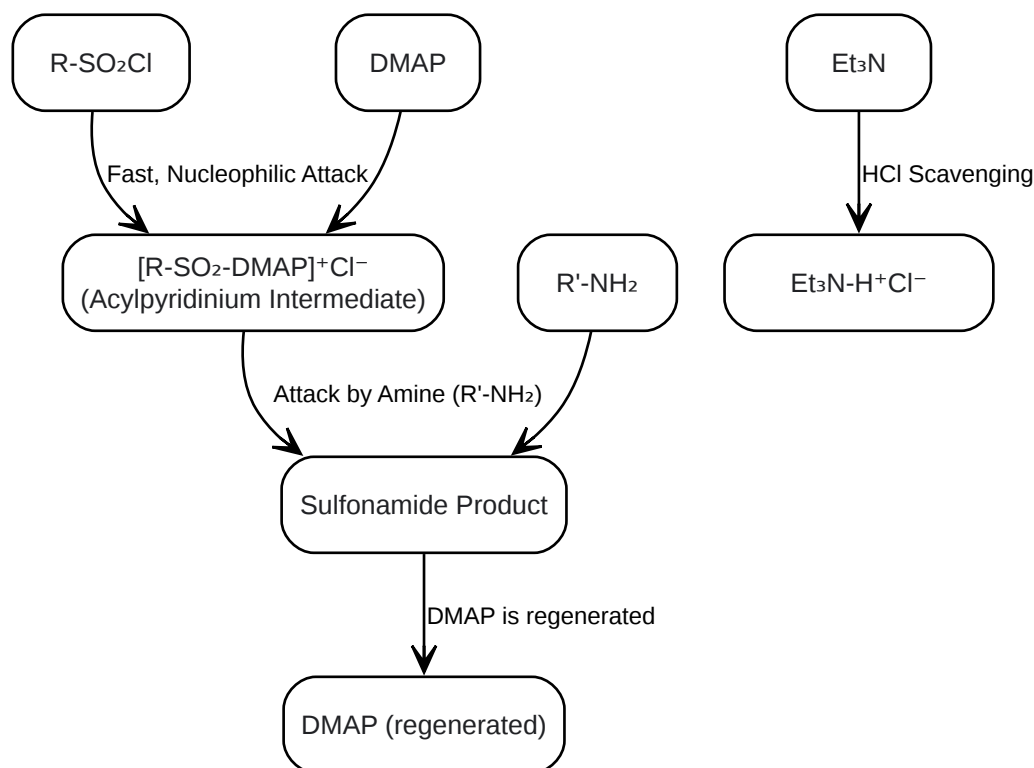 R-SO₂Cl
DMAP
Et₃N
Fast, Nucleophilic Attack
HCl Scavenging
[R-SO₂-DMAP]⁺Cl⁻
(Acylpyridinium Intermediate)
R'-NH₂
Et₃N-H⁺Cl⁻
Attack by Amine (R'-NH₂)
Sulfonamide Product
DMAP is regenerated
DMAP (regenerated)